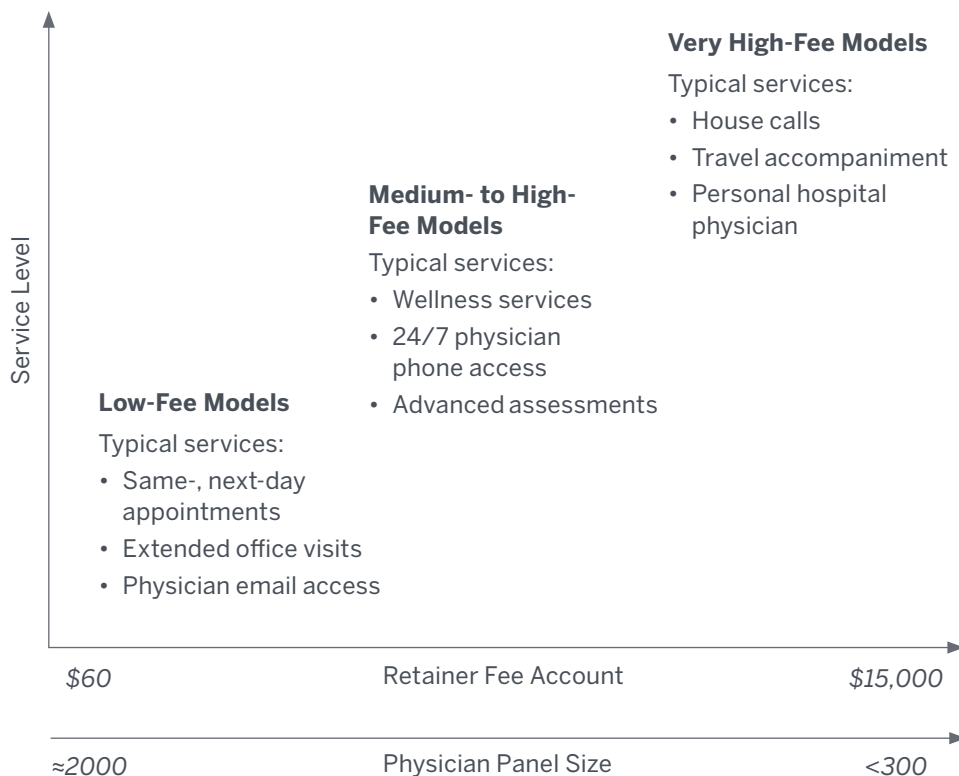 Very High-Fee Models
Typical services:
• House calls
• Travel accompaniment
• Personal hospital
physician
Medium- to High-
Fee Models
Typical services:
• Wellness services
• 24/7 physician
phone access
• Advanced assessments
Low-Fee Models
Typical services:
• Same-, next-day
appointments
• Extended office visits
• Physician email access
Service Level
$60 Retainer Fee Account $15,000
≈2000 Physician Panel Size <300